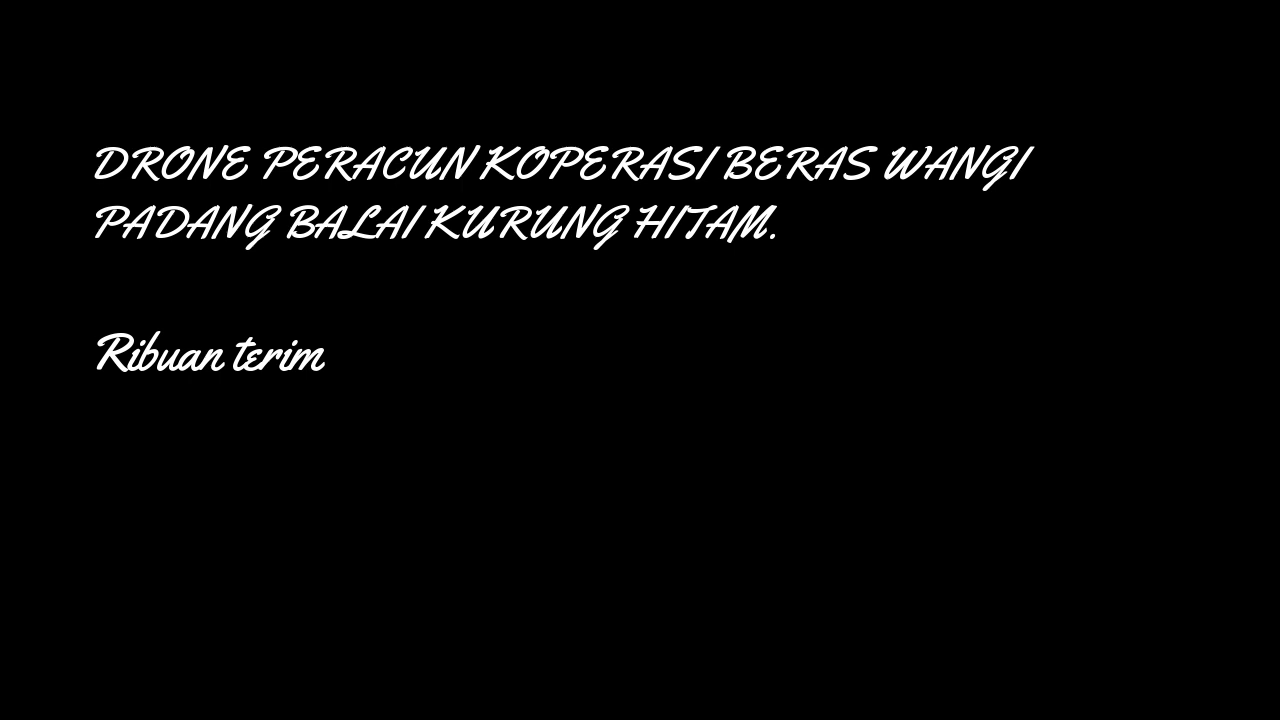 DRONE PERACUN KOPERASI BERAS WANGI
PADANG BALAI KURUNG HITAM.
Ribuan terim